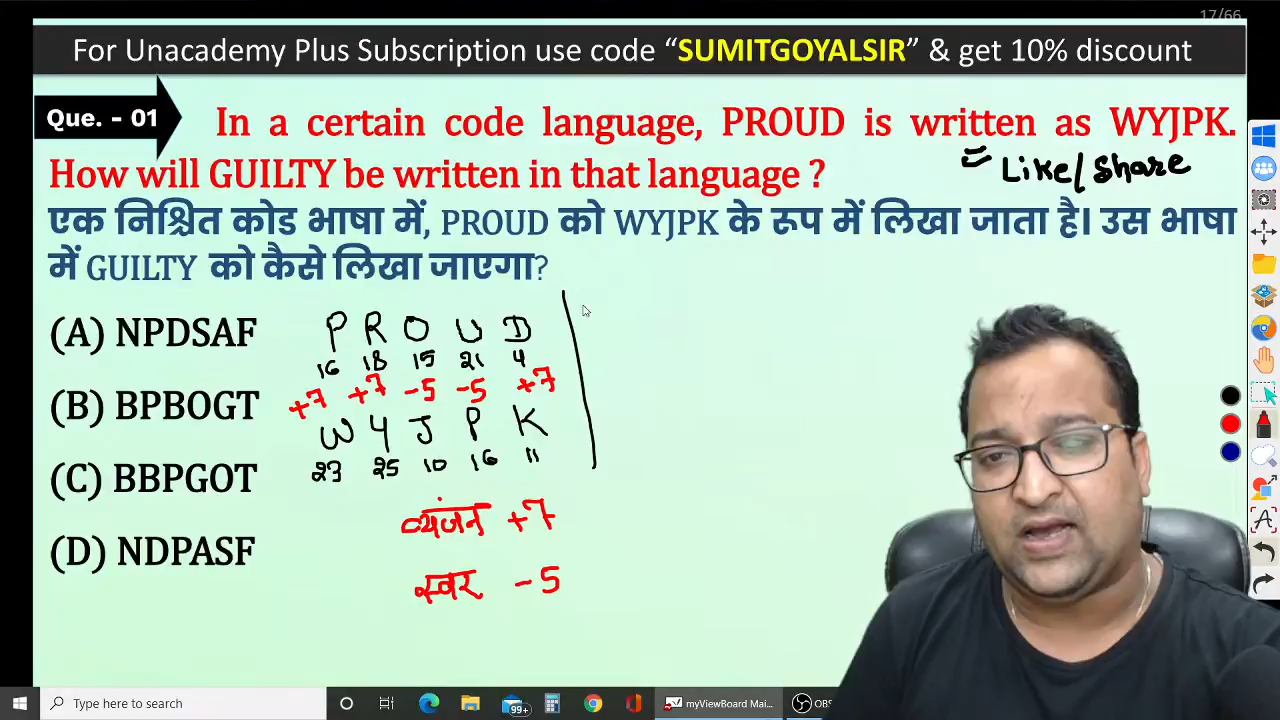 17/66
For Unacademy Plus Subscription use code “SUMITGOYALSIR” & get 10% discount
Que. - 01
In a certain code language, PROUD is written as WYJPK.
How will GUILTY be written in that language ?
Like/Share
एक निश्चित कोड भाषा में, PROUD को WYJPK के रूप में लिखा जाता है। उस भाषा
में GUILTY को कैसे लिखा जाएगा?
(A) NPDSAF
(B) BPBOGT
(C) BBPGOT
(D) NDPASF
P R O U D
16 18 15 21 4
+7 +7 -5 -5 +7
W Y J P K
23 25 10 16 11
व्यंजन +7
स्वर -5
Type here to search
99+
myViewBoard Mai...
OBS